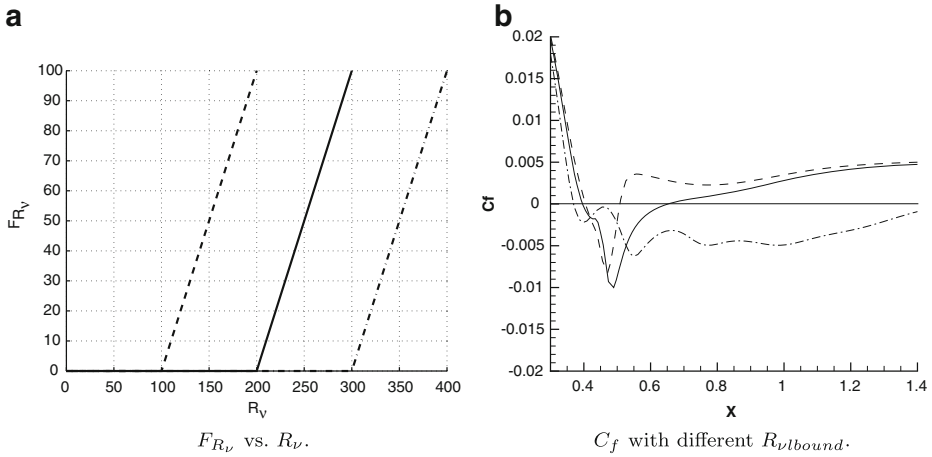 a
100
90
80
70
60
50
40
30
20
10
0
F_{R_ν}
0 50 100 150 200 250 300 350 400
R_ν
F_{R_ν} vs. R_ν.
b
0.02
0.015
0.01
0.005
0
-0.005
-0.01
-0.015
-0.02
Cf
0.4 0.6 0.8 1 1.2 1.4
X
C_f with different R_{νlbound}.